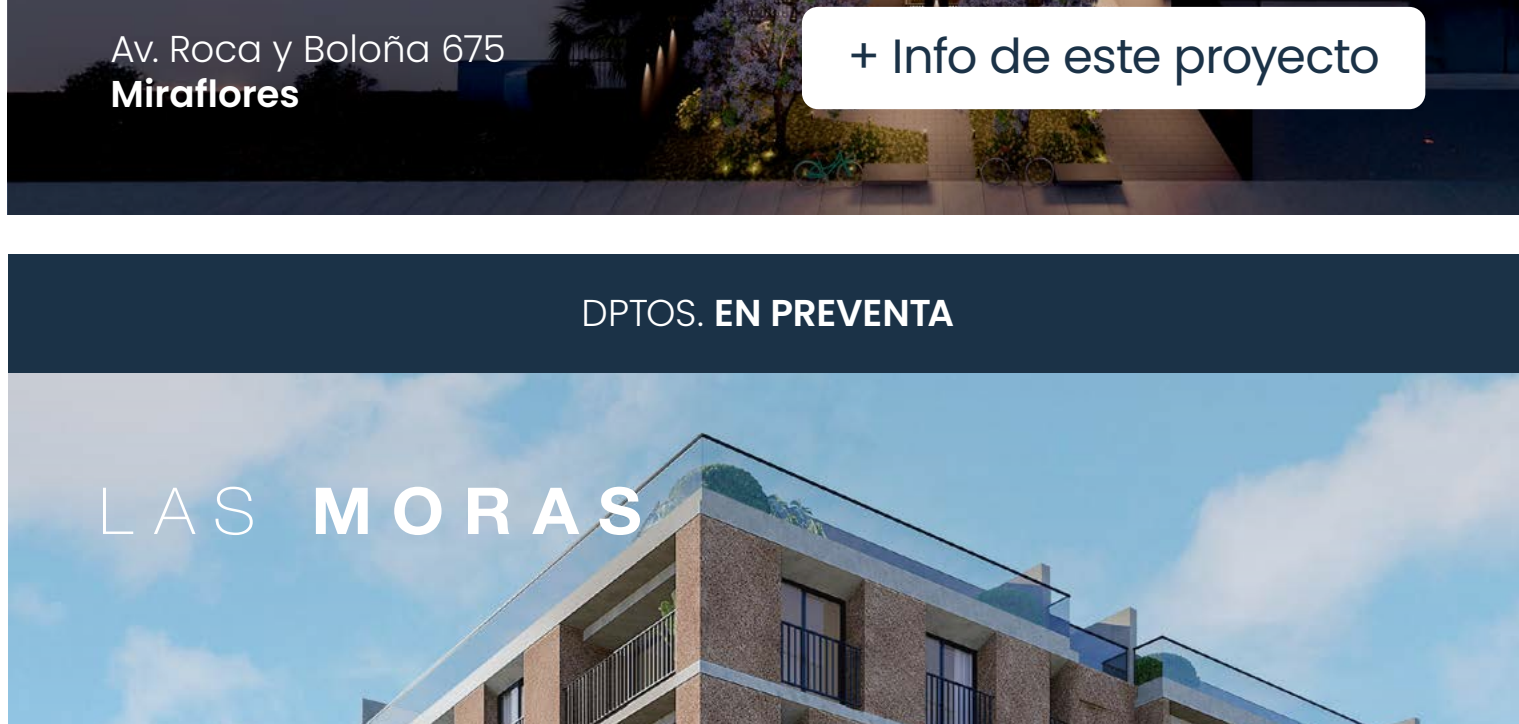 Av. Roca y Boloña 675
Miraflores
+ Info de este proyecto
DPTOS. EN PREVENTA
LAS MORAS